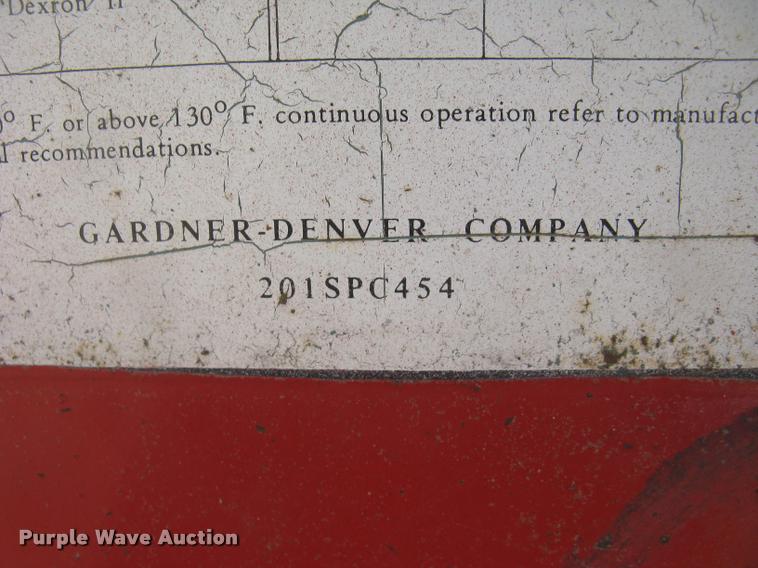 Dexron II
° F. or above 130° F. continuous operation refer to manufact
recommendations.
GARDNER-DENVER COMPANY
201SPC454
Purple Wave Auction